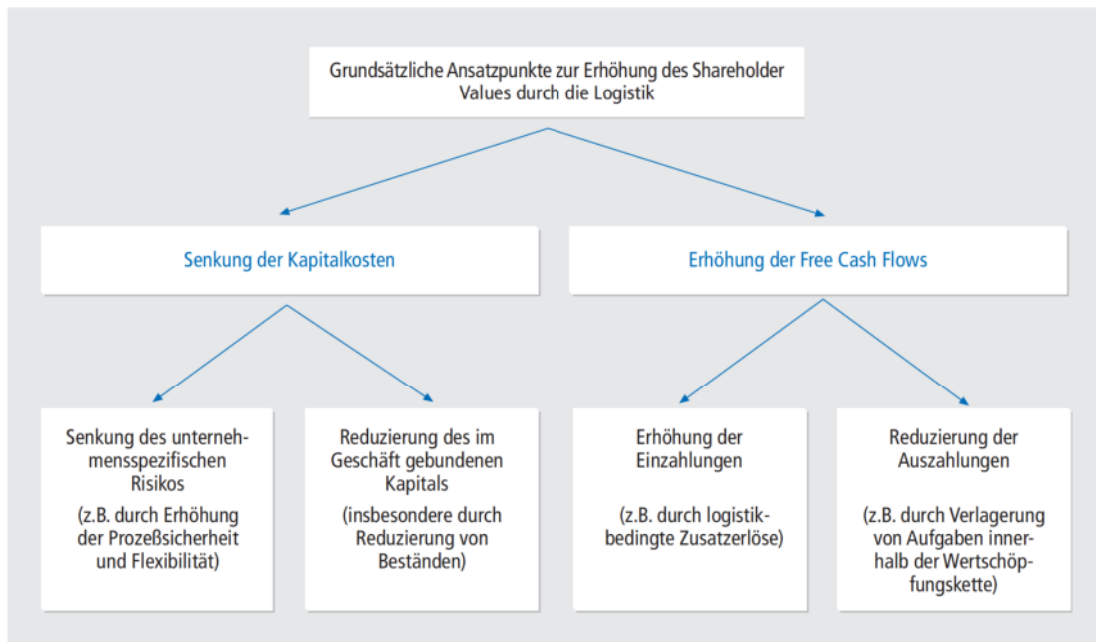 Grundsätzliche Ansatzpunkte zur Erhöhung des Shareholder
Values durch die Logistik
Senkung der Kapitalkosten
Erhöhung der Free Cash Flows
Senkung des unterneh-
mensspezifischen
Risikos
(z.B. durch Erhöhung
der Prozeßsicherheit
und Flexibilität)
Reduzierung des im
Geschäft gebundenen
Kapitals
(insbesondere durch
Reduzierung von
Beständen)
Erhöhung der
Einzahlungen
(z.B. durch logistik-
bedingte Zusatzerlöse)
Reduzierung der
Auszahlungen
(z.B. durch Verlagerung
von Aufgaben inner-
halb der Wertschöp-
fungskette)